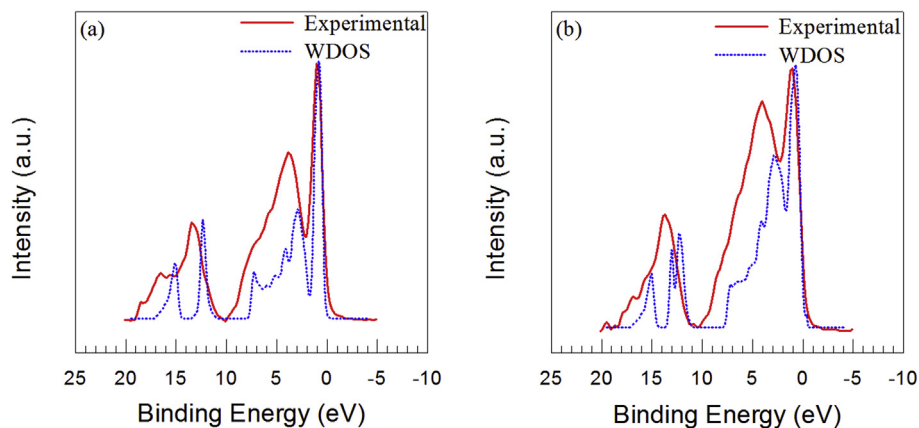 (a)
Experimental
WDOS
Intensity (a.u.)
25 20 15 10 5 0 -5 -10
Binding Energy (eV)
(b)
Experimental
WDOS
Intensity (a.u.)
25 20 15 10 5 0 -5 -10
Binding Energy (eV)